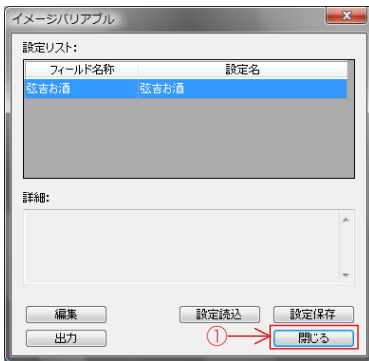 イメージバリアブル
設定リスト:
フィールド名称 設定名
弦吉お酒 弦吉お酒
詳細:
編集 設定読込 設定保存
出力 ① 閉じる